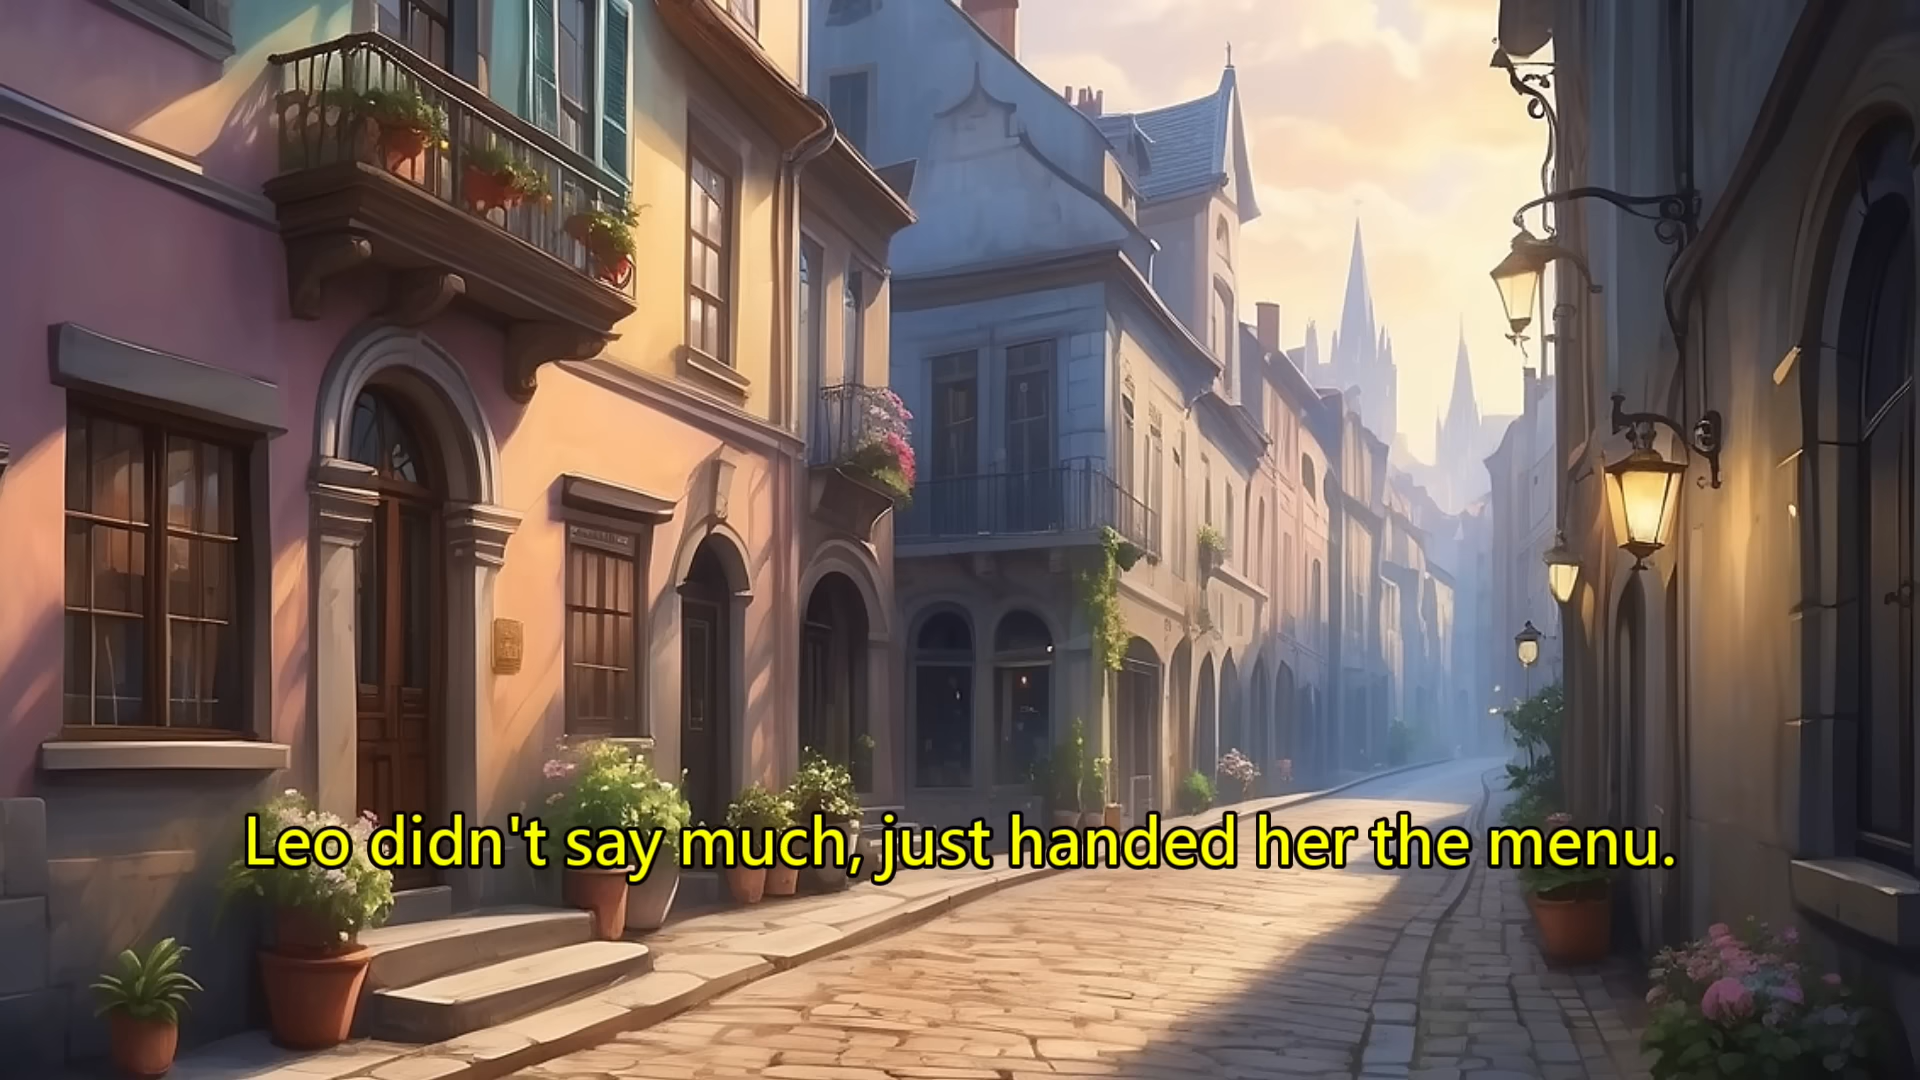 Leo didn't say much, just handed her the menu.